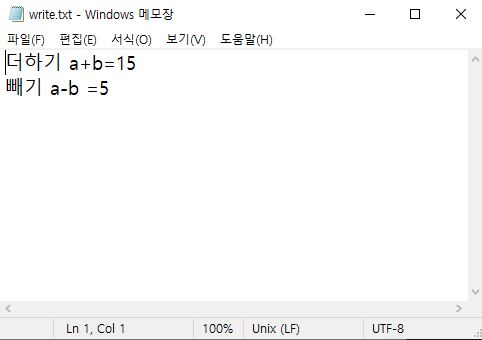 write.txt - Windows 메모장
파일(F) 편집(E) 서식(O) 보기(V) 도움말(H)
더하기 a+b=15
빼기 a-b =5
Ln 1, Col 1 100% Unix (LF) UTF-8